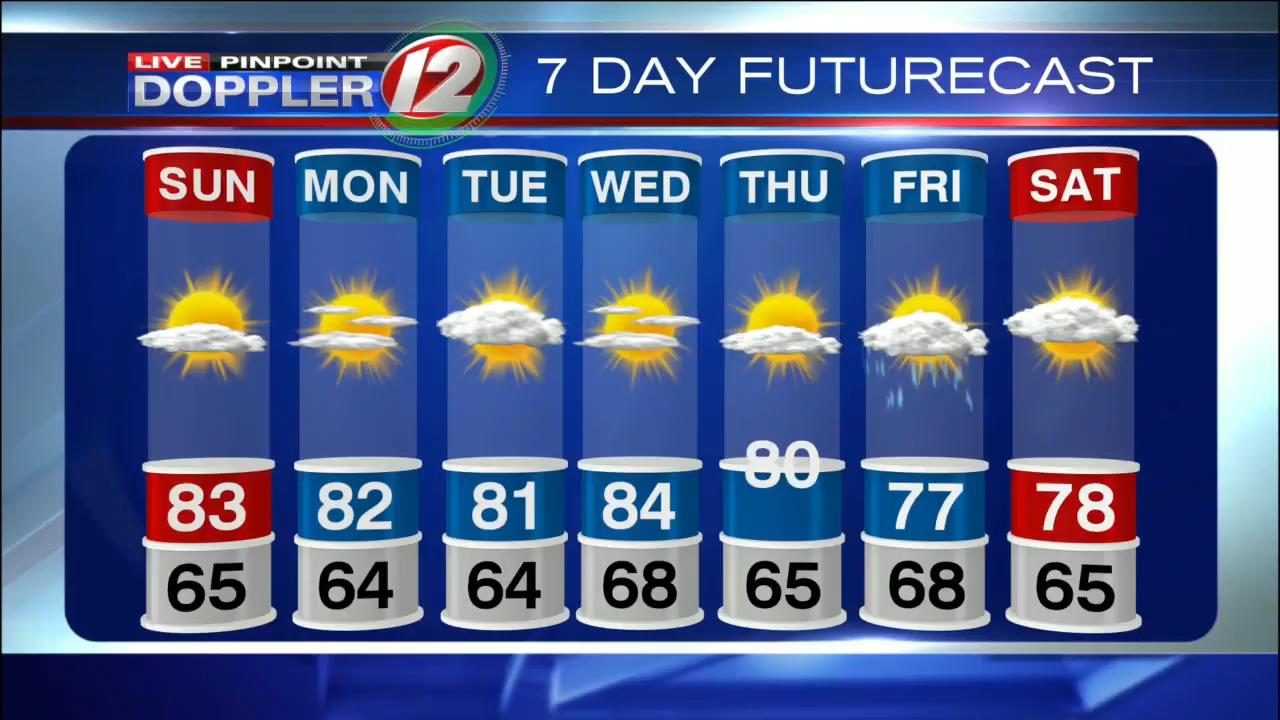 LIVE PINPOINT
DOPPLER 12
7 DAY FUTURECAST
SUN MON TUE WED THU FRI SAT
83 82 81 84 80 77 78
65 64 64 68 65 68 65